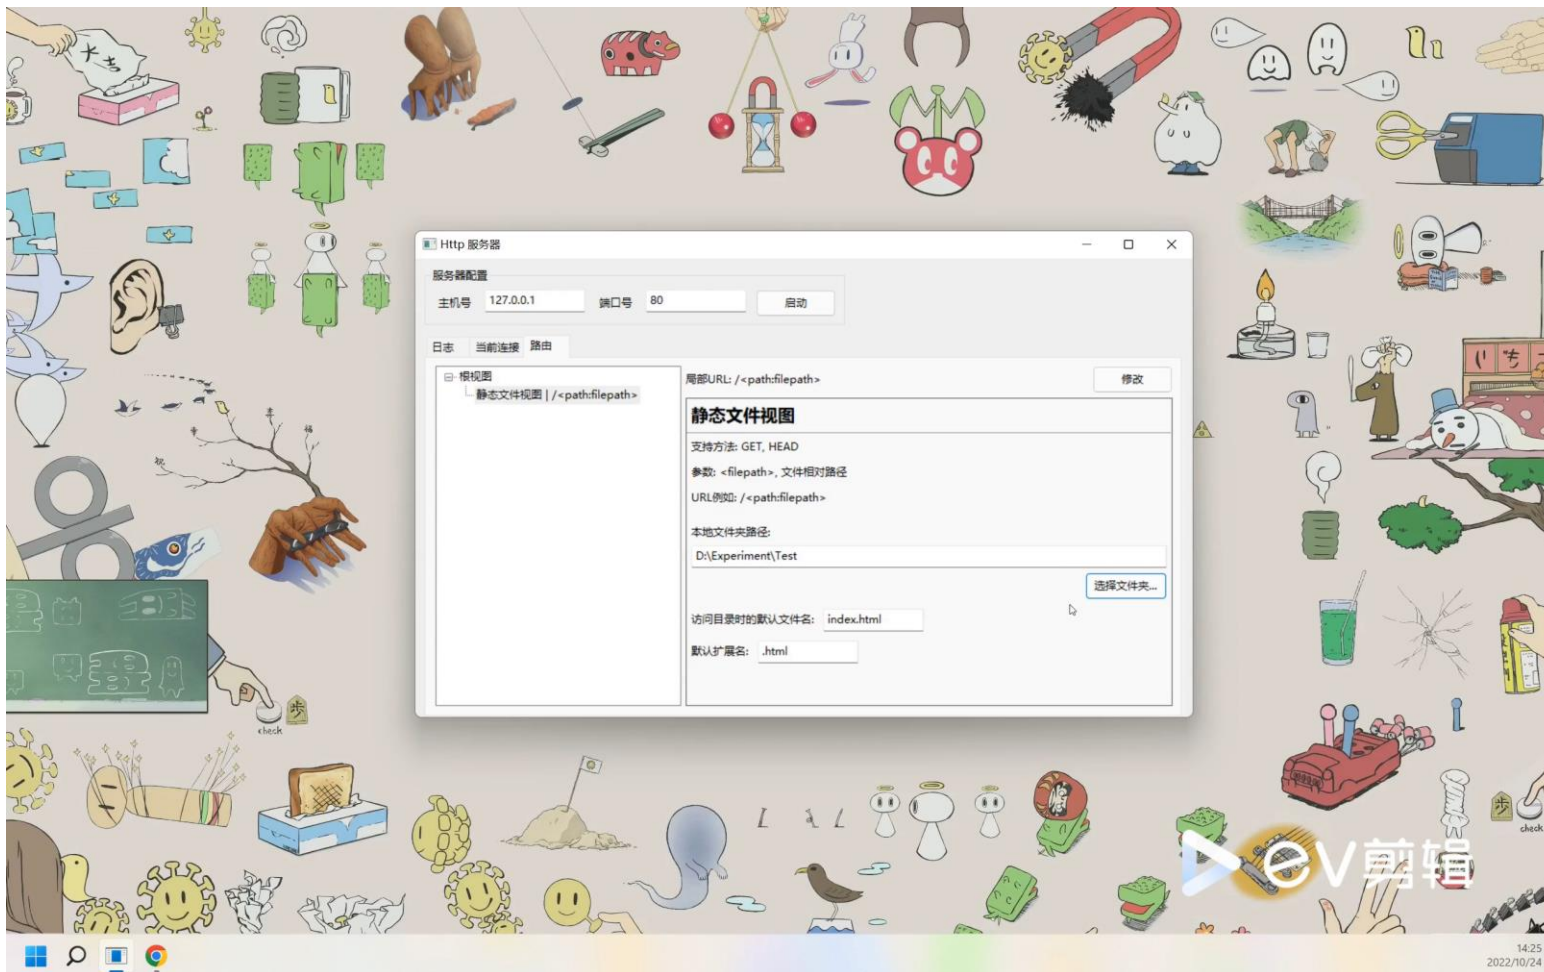 大吉
Http 服务器
服务器配置
主机号 127.0.0.1 端口号 80 启动
日志 当前连接 路由
根视图
静态文件视图 | /<path:filepath>
局部URL: /<path:filepath> 修改
静态文件视图
支持方法: GET, HEAD
参数: <filepath>, 文件相对路径
URL例如: /<path:filepath>
本地文件夹路径:
D:\Experiment\Test
选择文件夹...
访问目录时的默认文件名: index.html
默认扩展名: .html
歩
check
歩
check
EV剪辑
14:25
2022/10/24